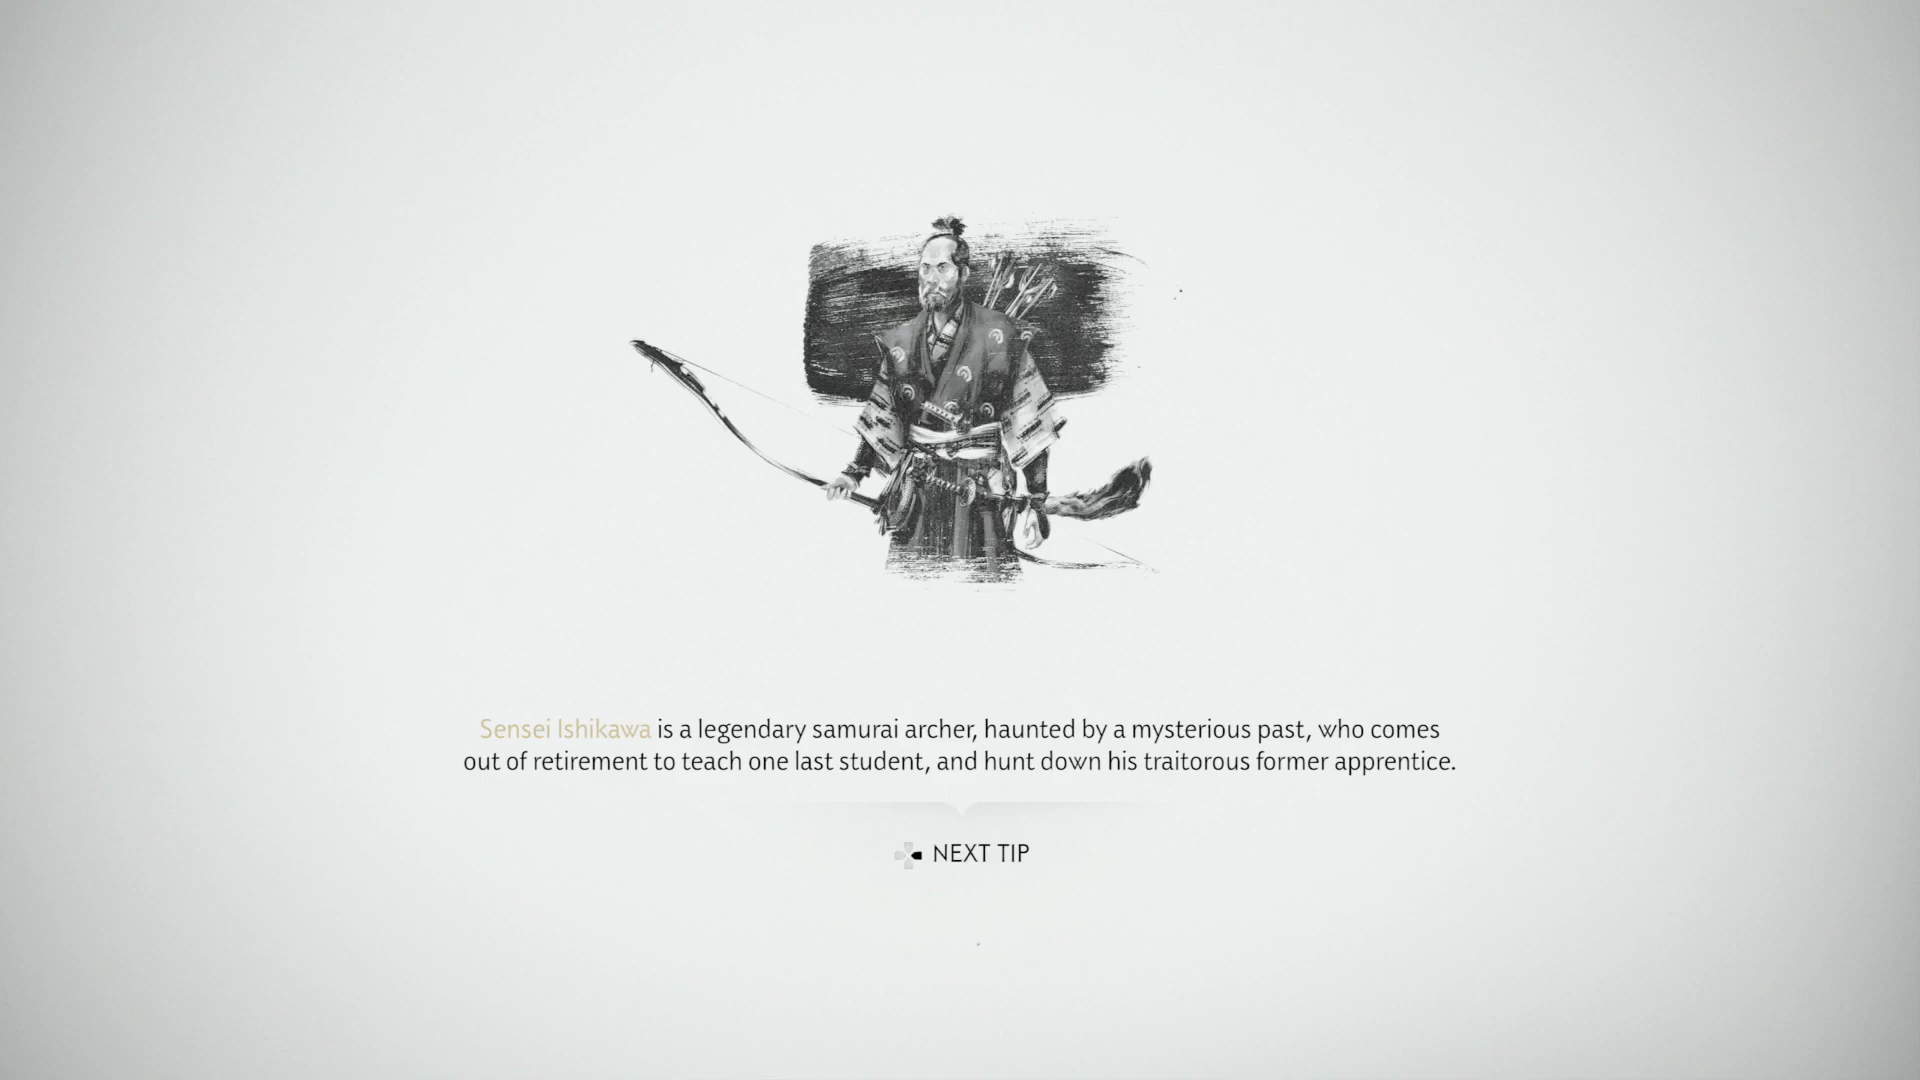 Sensei Ishikawa is a legendary samurai archer, haunted by a mysterious past, who comes
out of retirement to teach one last student, and hunt down his traitorous former apprentice.
NEXT TIP